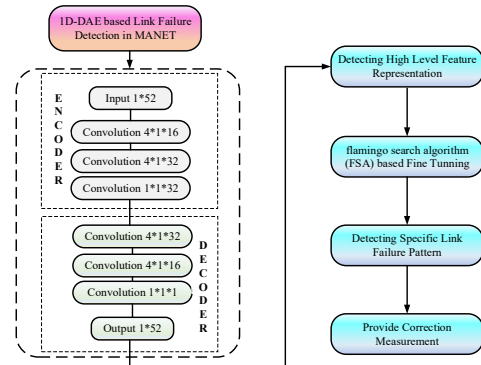 1D-DAE based Link Failure
Detection in MANET
ENCODER
Input 1*52
Convolution 4*1*16
Convolution 4*1*32
Convolution 1*1*32
DECODER
Convolution 4*1*32
Convolution 4*1*16
Convolution 1*1*1
Output 1*52
Detecting High Level Feature
Representation
flamingo search algorithm
(FSA) based Fine Tunning
Detecting Specific Link
Failure Pattern
Provide Correction
Measurement